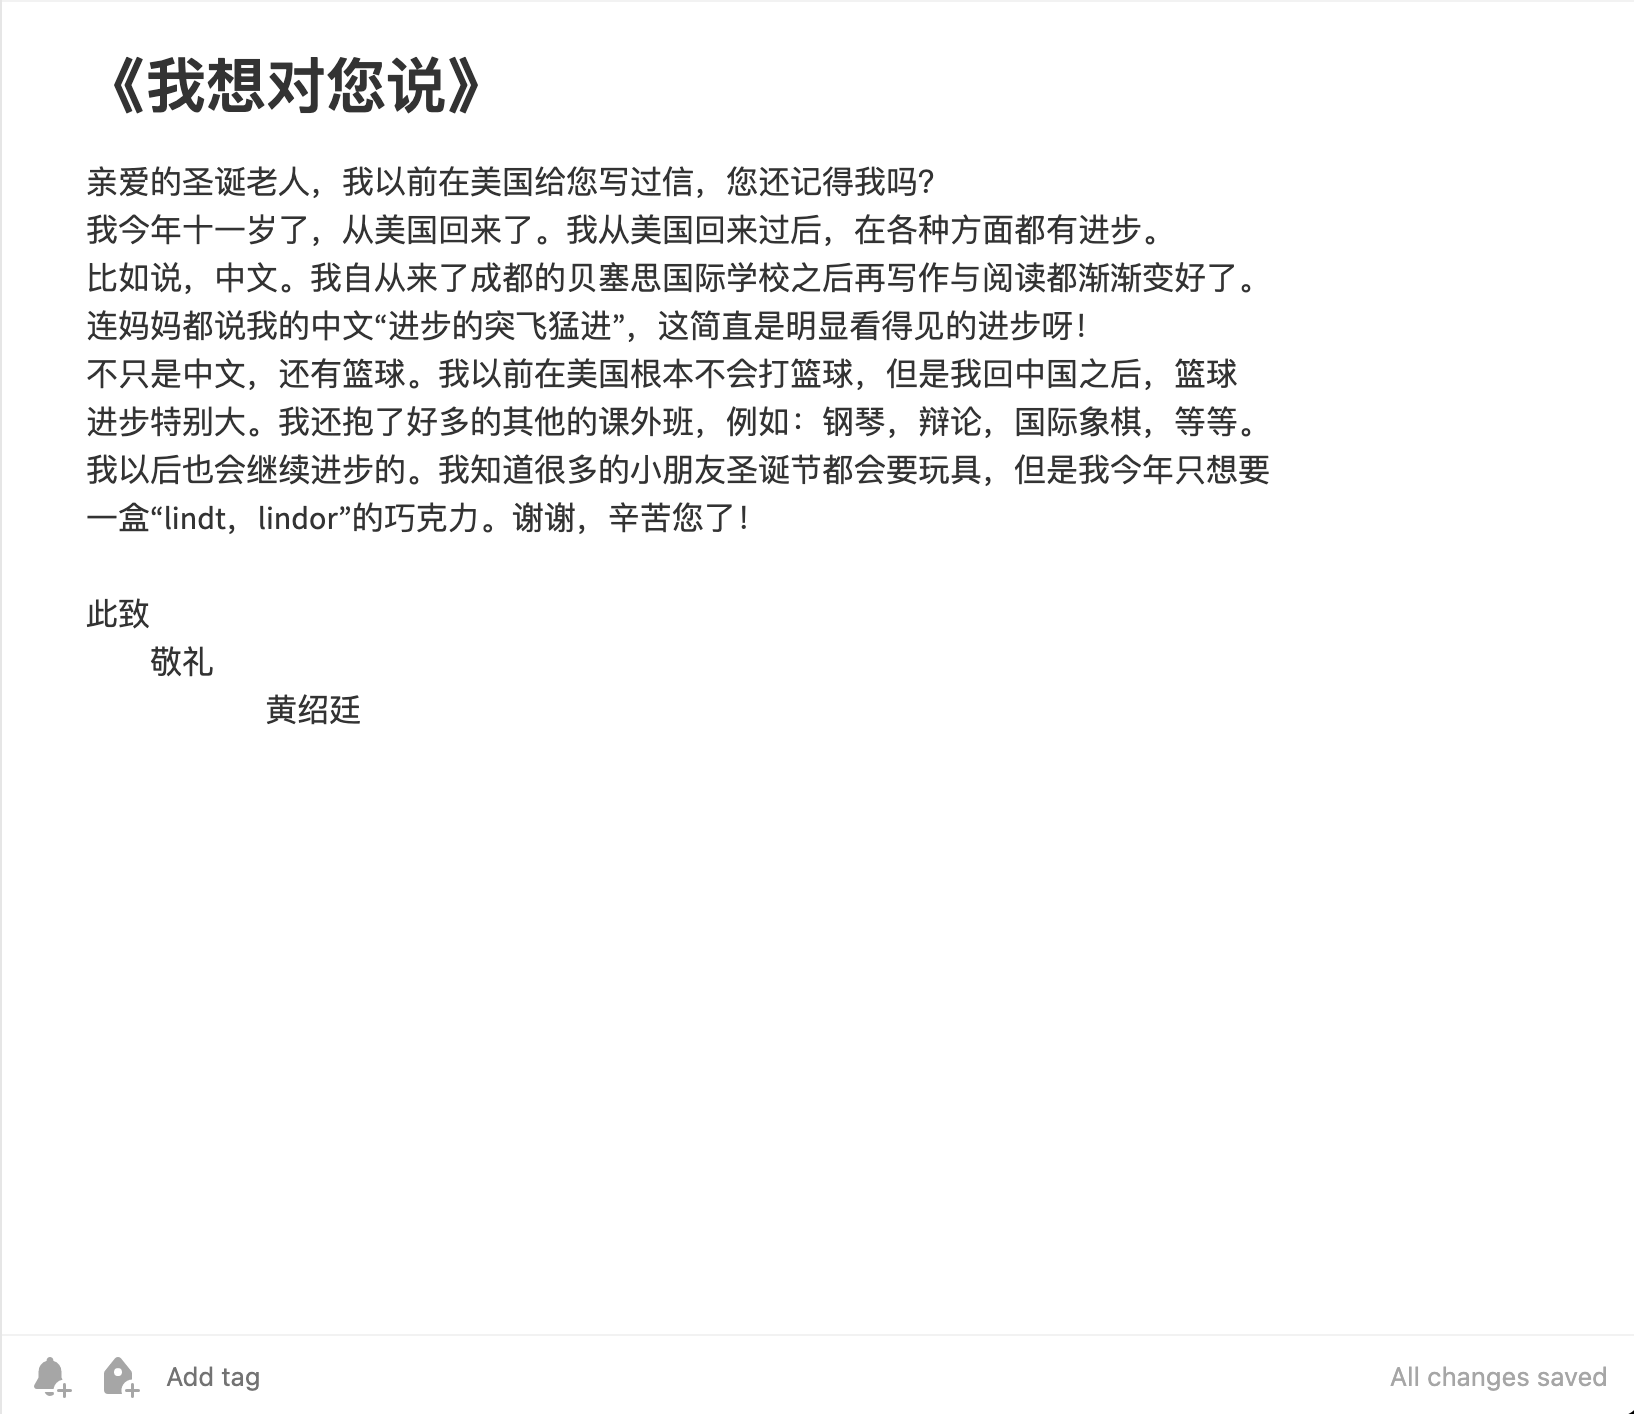 《我想对您说》
亲爱的圣诞老人，我以前在美国给您写过信，您还记得我吗？
我今年十一岁了，从美国回来了。我从美国回来过后，在各种方面都有进步。
比如说，中文。我自从来了成都的贝塞思国际学校之后再写作与阅读都渐渐变好了。
连妈妈都说我的中文“进步的突飞猛进”，这简直是明显看得见的进步呀！
不只是中文，还有篮球。我以前在美国根本不会打篮球，但是我回中国之后，篮球
进步特别大。我还抱了好多的其他的课外班，例如：钢琴，辩论，国际象棋，等等。
我以后也会继续进步的。我知道很多的小朋友圣诞节都会要玩具，但是我今年只想要
一盒“lindt，lindor”的巧克力。谢谢，辛苦您了！
此致
敬礼
黄绍廷
Add tag
All changes saved